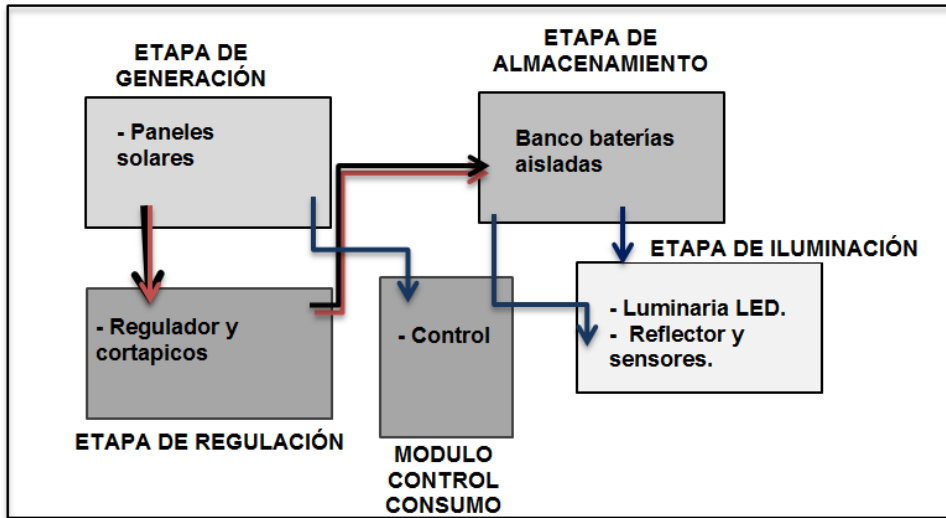 ETAPA DE
GENERACIÓN
- Paneles
solares
ETAPA DE
ALMACENAMIENTO
Banco baterías
aisladas
- Regulador y
cortapicos
ETAPA DE REGULACIÓN
- Control
MODULO
CONTROL
CONSUMO
ETAPA DE ILUMINACIÓN
- Luminaria LED.
- Reflector y
sensores.